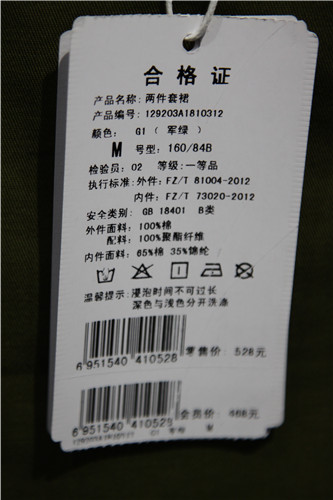 合格证
产品名称: 两件套裙
产品编号: 129203A1810312
颜色: G1 ( 军绿 )
M 号型: 160/84B
检验员: 02 等级: 一等品
执行标准: 外件: FZ/T 81004-2012
内件: FZ/T 73020-2012
安全类别: GB 18401 B类
外件面料: 100%棉
配料: 100%聚酯纤维
内件面料: 65%棉 35%锦纶
温馨提示: 浸泡时间不可过长
深色与浅色分开洗涤
零售价: 528元
6 951540 410528
会员价: 468元
6 951540 410528